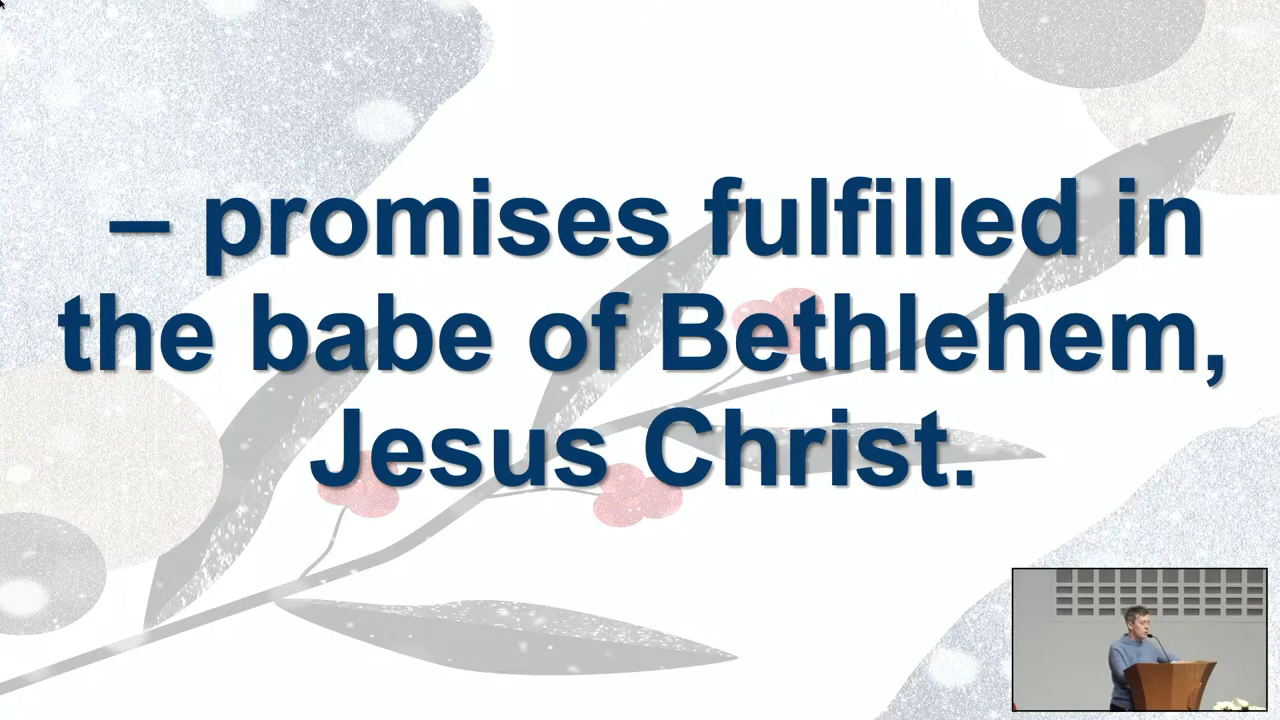 – promises fulfilled in
the babe of Bethlehem,
Jesus Christ.